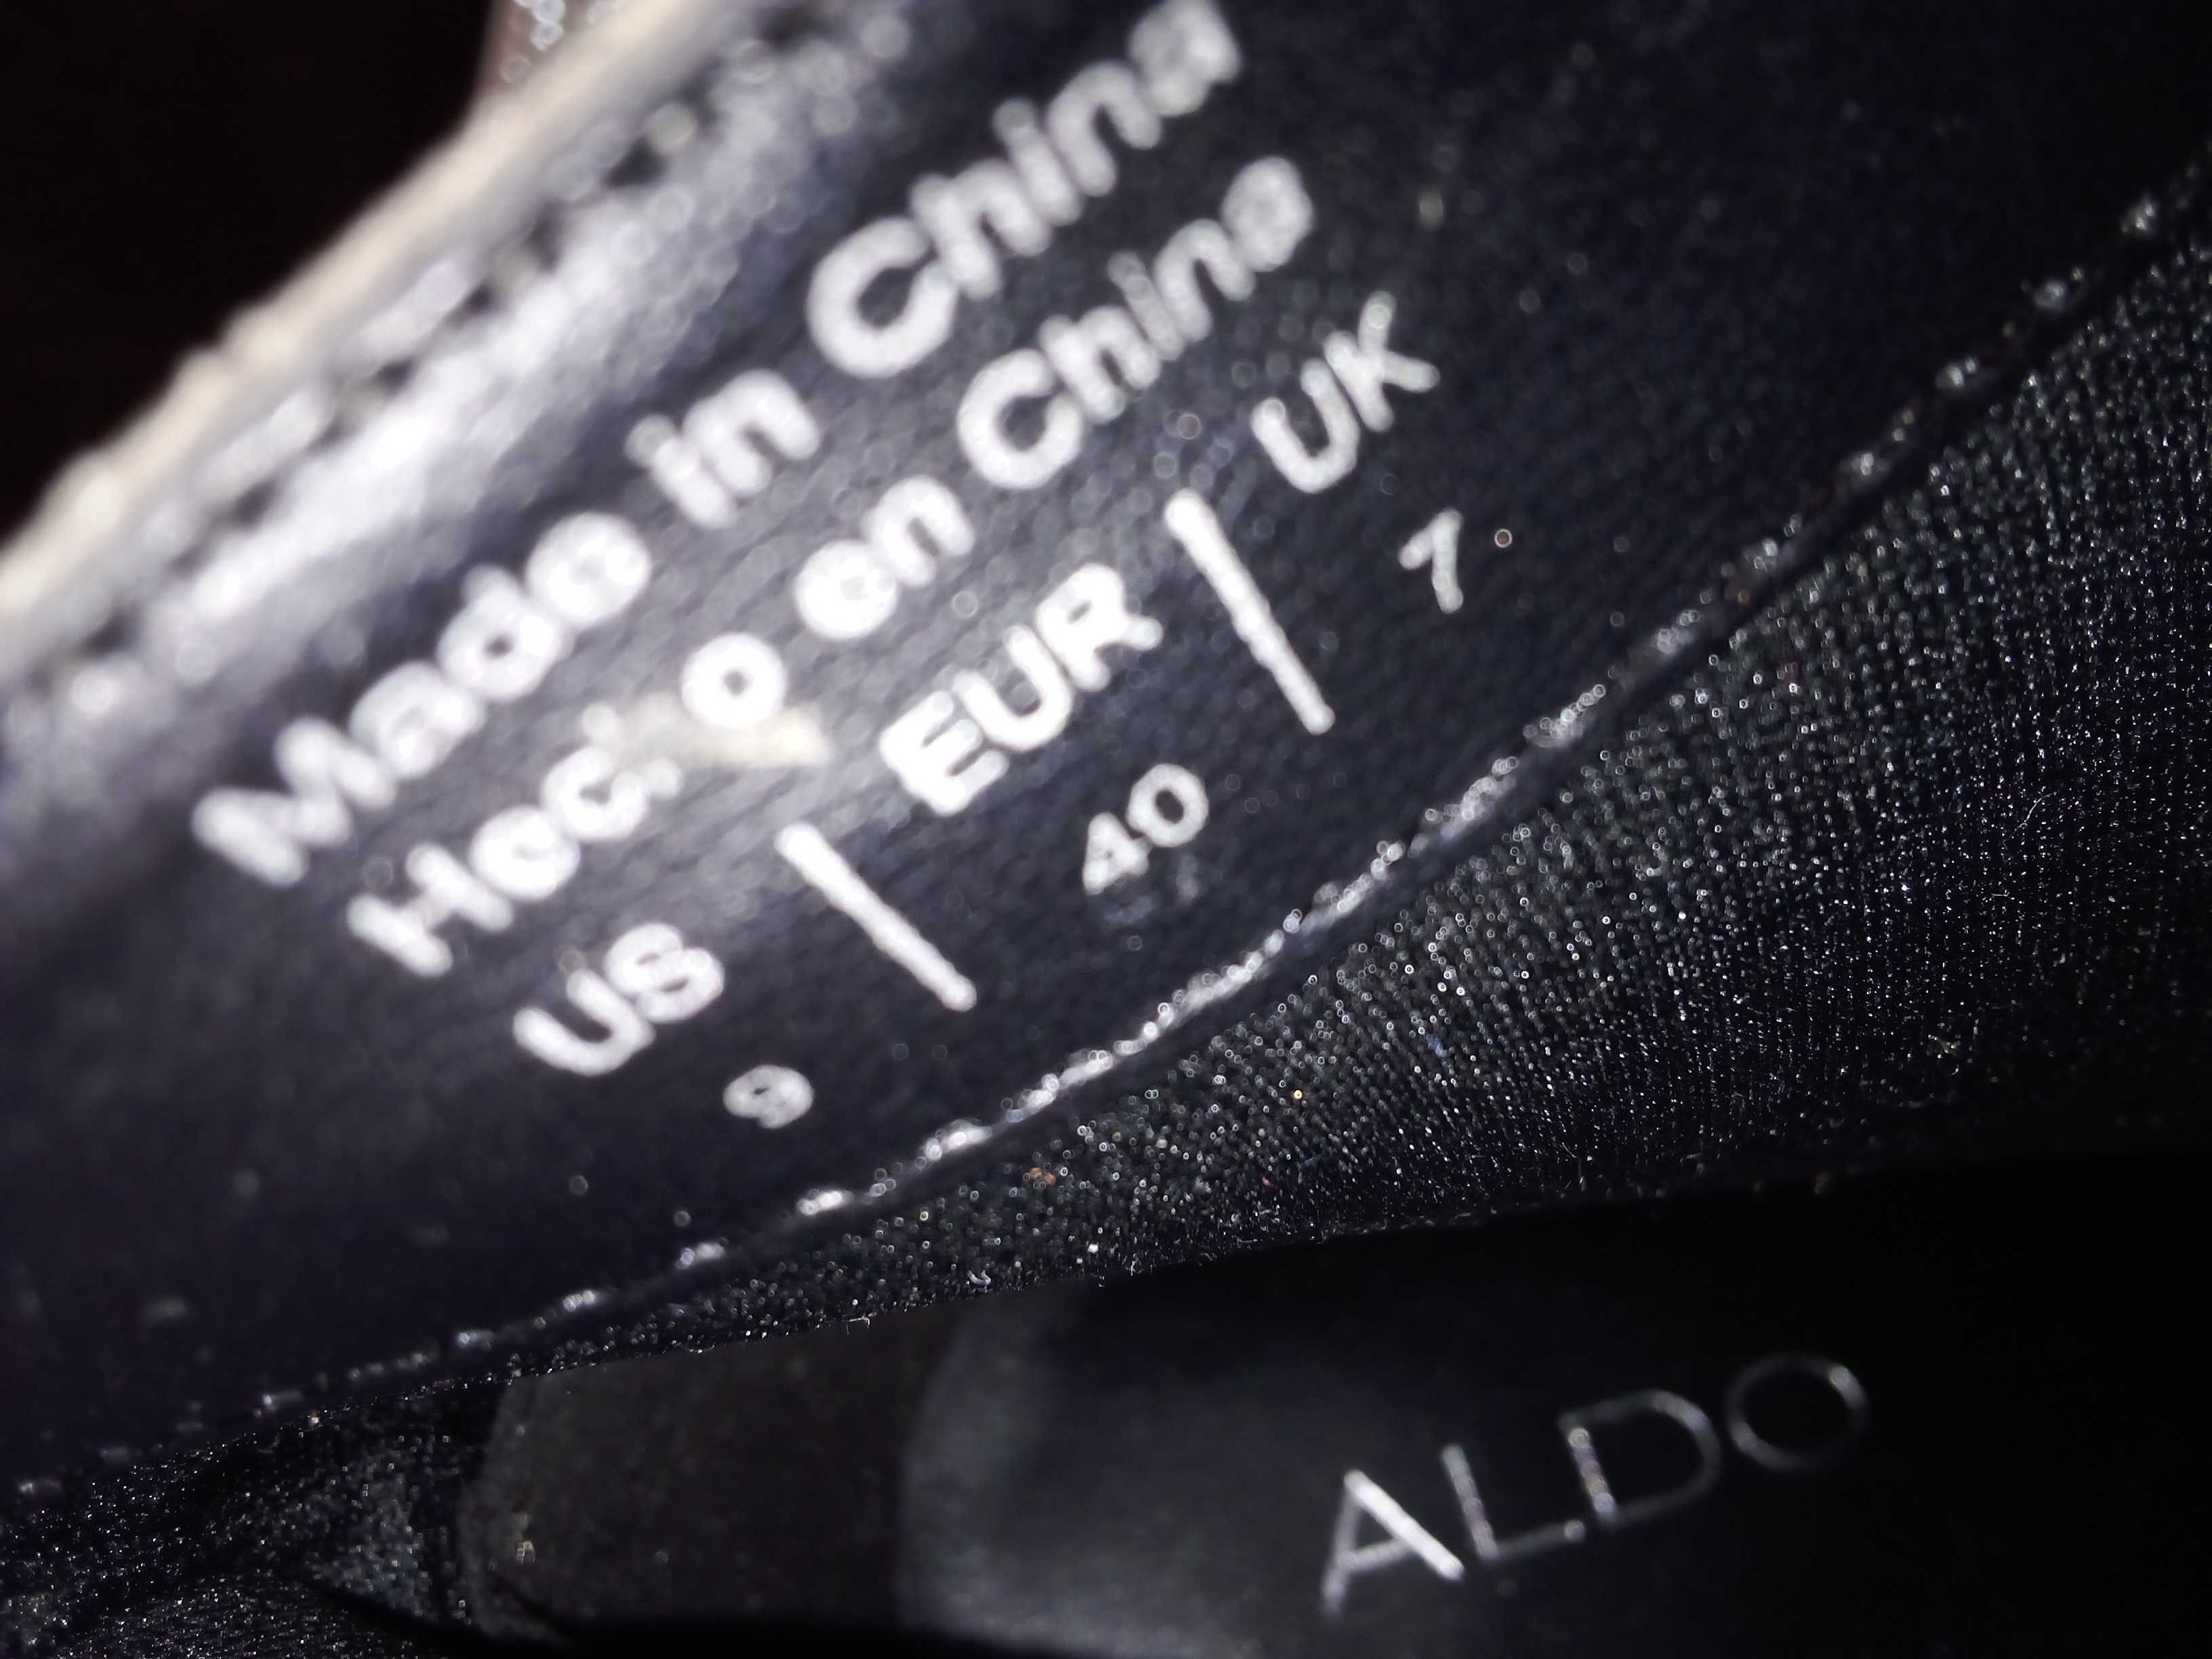 Made in China
Hec. o en China
US | EUR | UK
9 40 7
ALDO